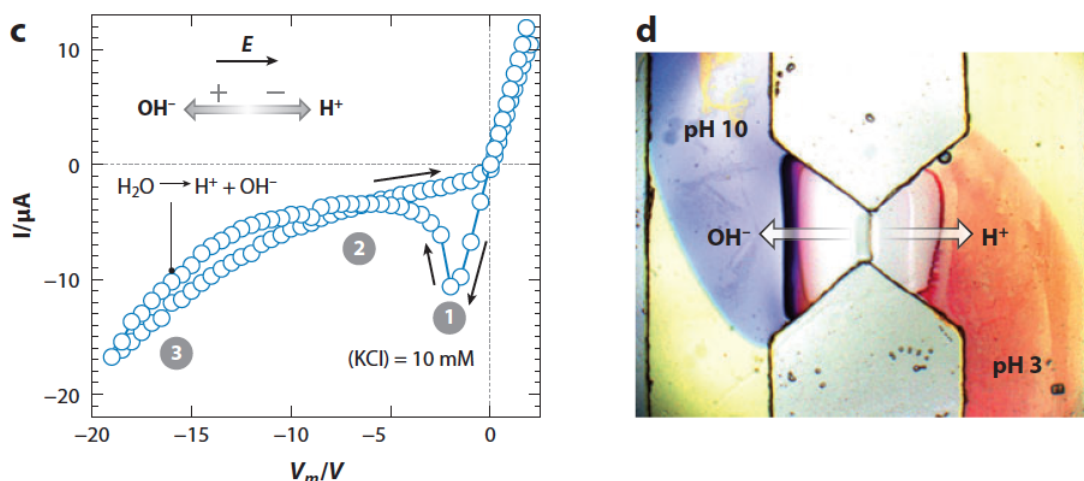 c
I/μA
10
0
−10
−20
−20
−15
−10
−5
0
Vm/V
E
+ −
OH⁻
H⁺
H₂O → H⁺ + OH⁻
1
2
3
(KCl) = 10 mM
d
pH 10
OH⁻
H⁺
pH 3